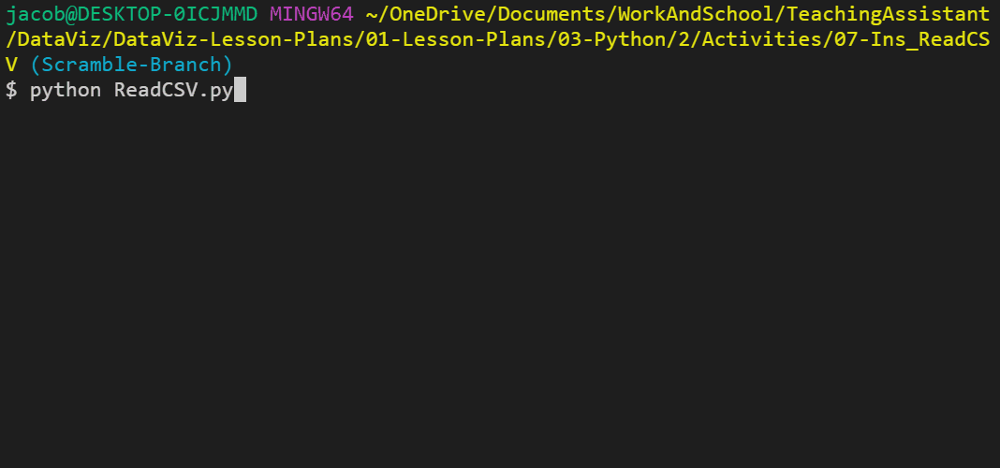 jacob@DESKTOP-0ICJMMD MINGW64 ~/OneDrive/Documents/WorkAndSchool/TeachingAssistant
/DataViz/DataViz-Lesson-Plans/01-Lesson-Plans/03-Python/2/Activities/07-Ins_ReadCS
V (Scramble-Branch)
$ python ReadCSV.py